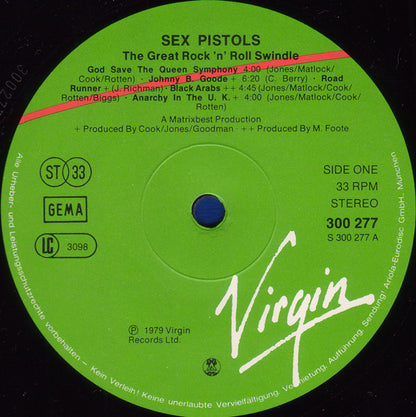 SEX PISTOLS
The Great Rock 'n' Roll Swindle
God Save The Queen Symphony 4:00 (Jones/Matlock/
Cook/Rotten) · Johnny B. Goode + 6:20 (C. Berry) · Road
Runner + (J. Richman) · Black Arabs ++ 4:45 (Jones/Matlock/Cook/
Rotten/Biggs) · Anarchy In The U. K. + 4:00 (Jones/Matlock/Cook/
Rotten)
A Matrixbest Production
+ Produced By Cook/Jones/Goodman · ++ Produced By M. Foote
ST 33
GEMA
LC 3098
SIDE ONE
33 RPM
STEREO
300 277
S 300 277 A
Virgin
℗ 1979 Virgin
Records Ltd.
Alle Urheber- und Leistungsschutzrechte vorbehalten – Kein Verleih! Keine unerlaubte Vervielfältigung, Vermietung, Aufführung, Sendung! Ariola-Eurodisc GmbH., München